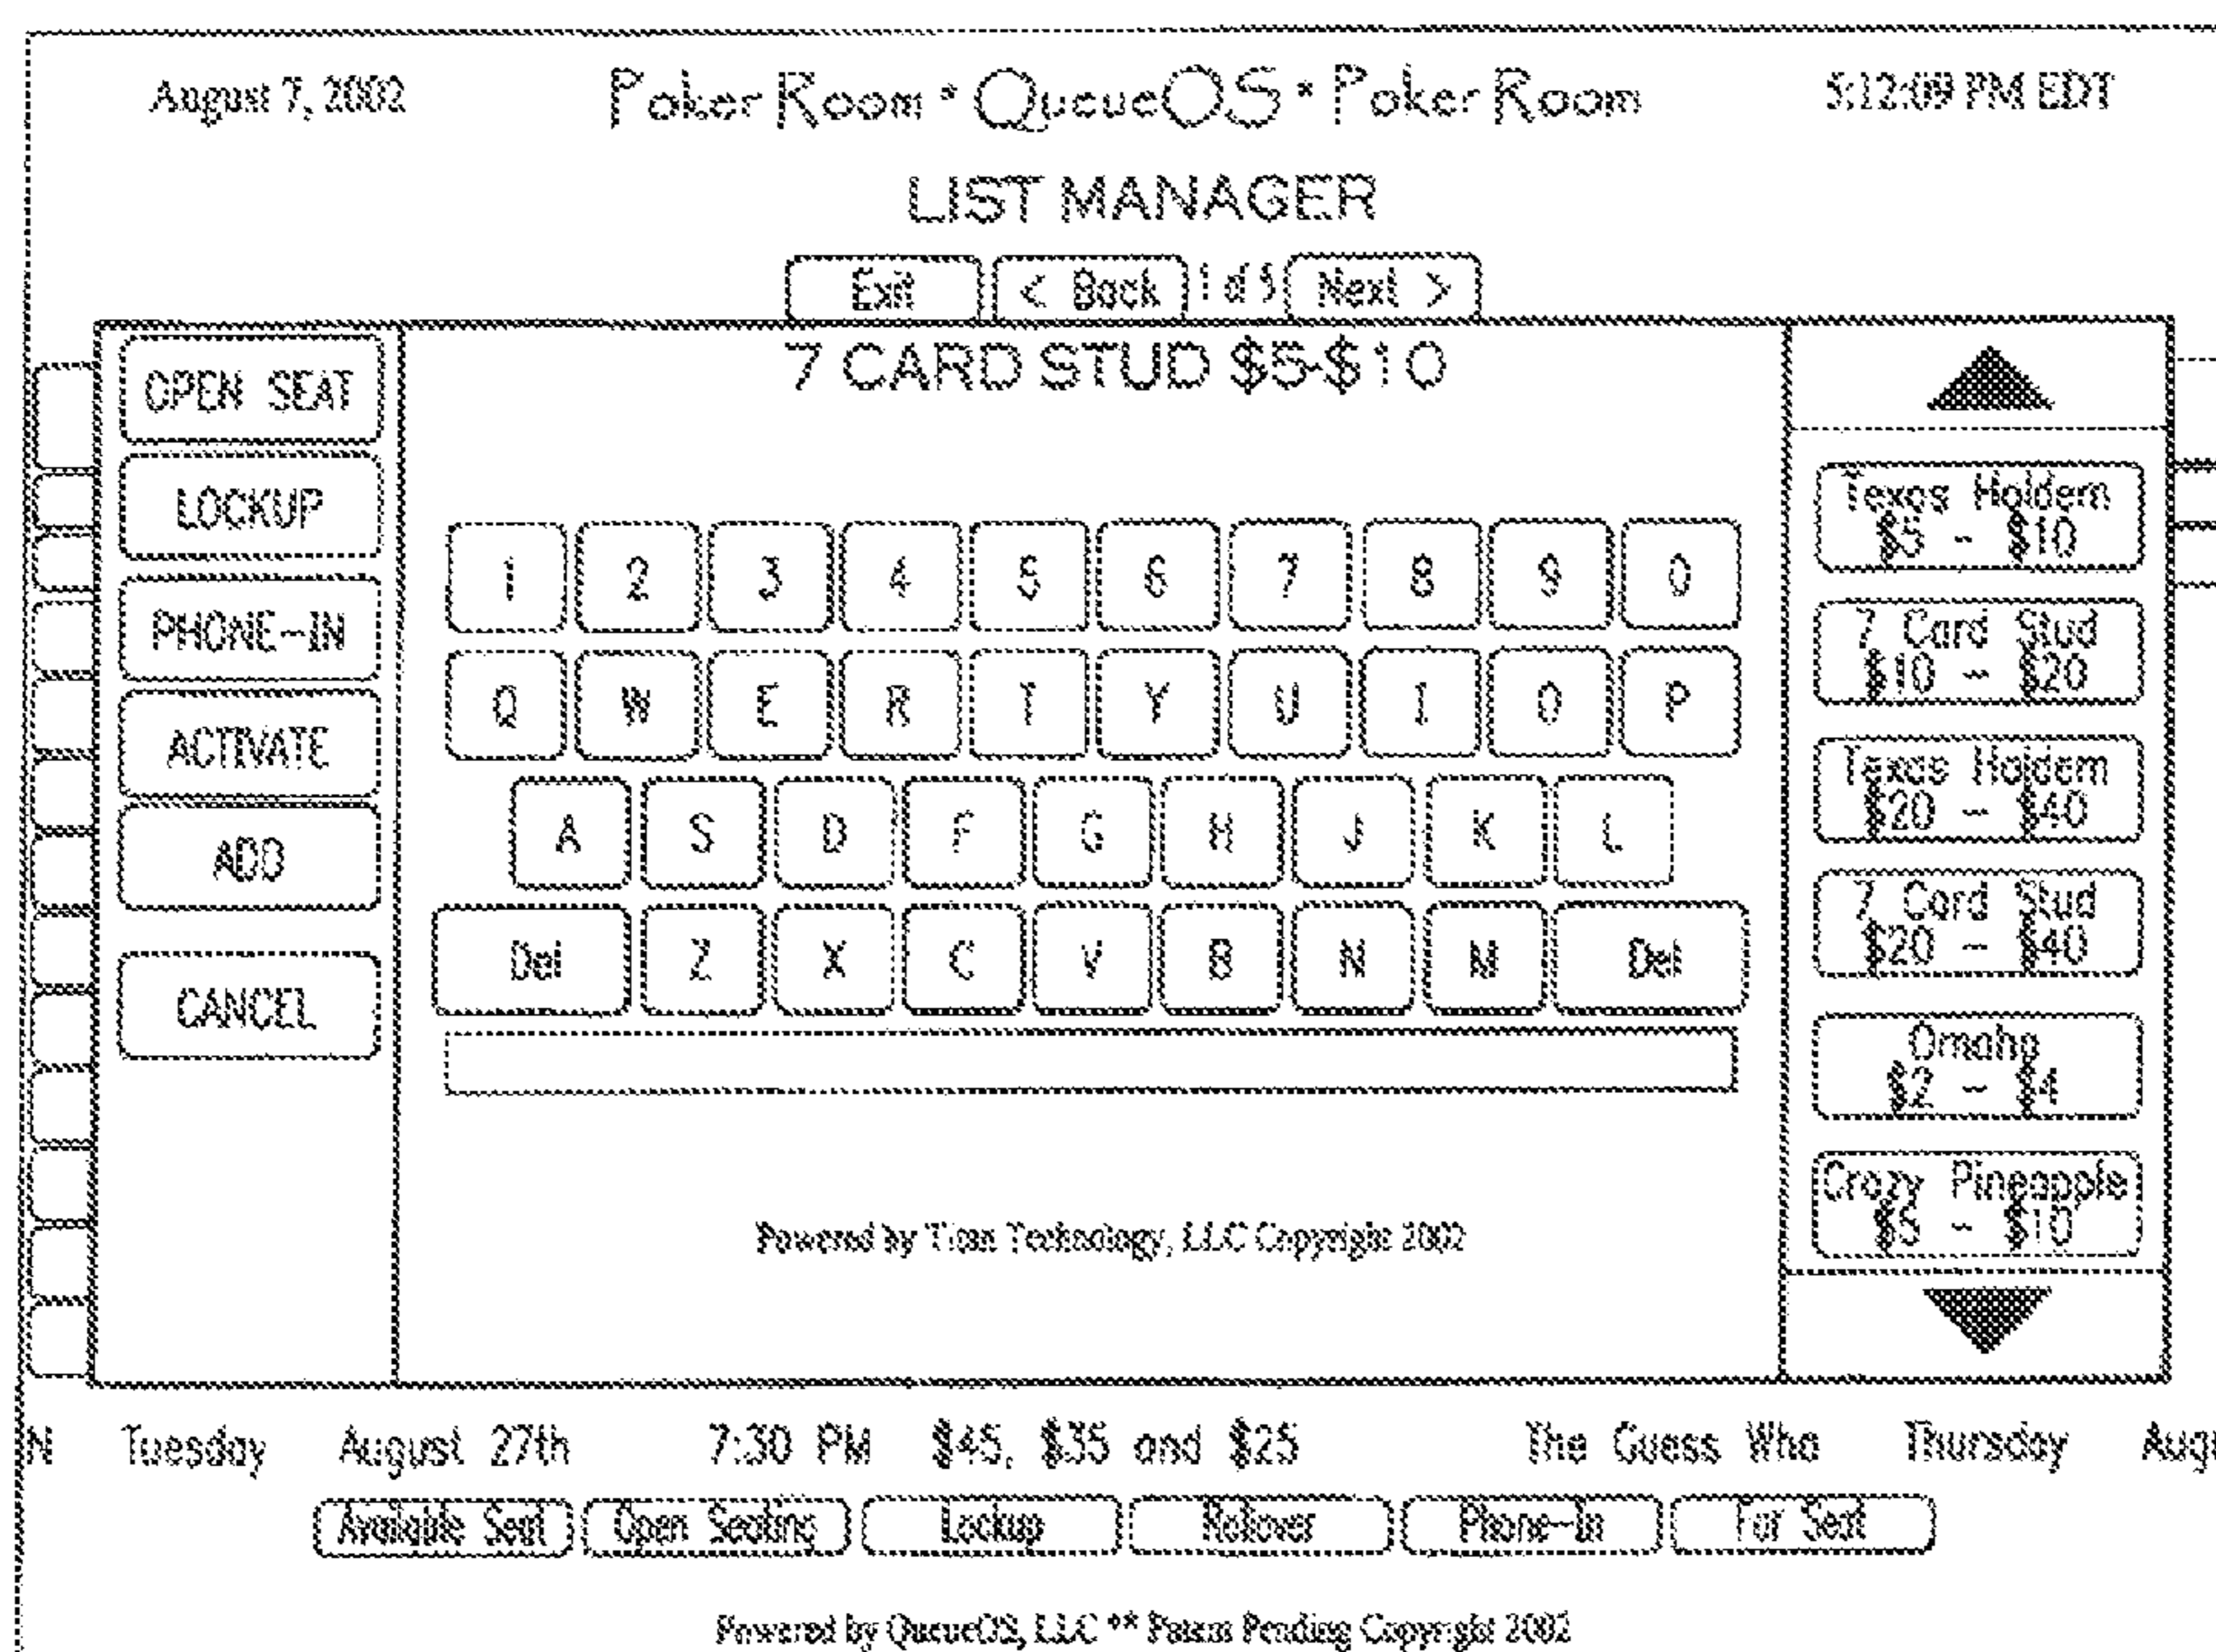 August 7, 2002 Poker Room * QueueOS * Poker Room 5:12:09 PM EDT
LIST MANAGER
Exit < Back 1 of 5 Next >
7 CARD STUD $5-$10
OPEN SEAT
LOCKUP
PHONE-IN
ACTIVATE
ADD
CANCEL
1 2 3 4 5 6 7 8 9 0
Q W E R T Y U I O P
A S D F G H J K L
Del Z X C V B N M Del
Powered by Titan Technology, LLC Copyright 2002
Texas Holdem
$5 - $10
7 Card Stud
$10 - $20
Texas Holdem
$20 - $40
7 Card Stud
$20 - $40
Omaha
$2 - $4
Crazy Pineapple
$5 - $10
N Tuesday August 27th 7:30 PM $45, $35 and $25 The Guess Who Thursday Augu
Available Seat Open Seating Lockup Rollover Phone-In For Seat
Powered by QueueOS, LLC ** Patent Pending Copyright 2002